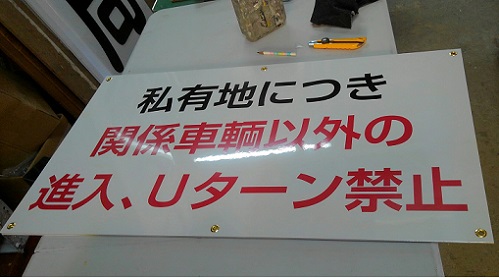 私有地につき
関係車輌以外の
進入、Uターン禁止